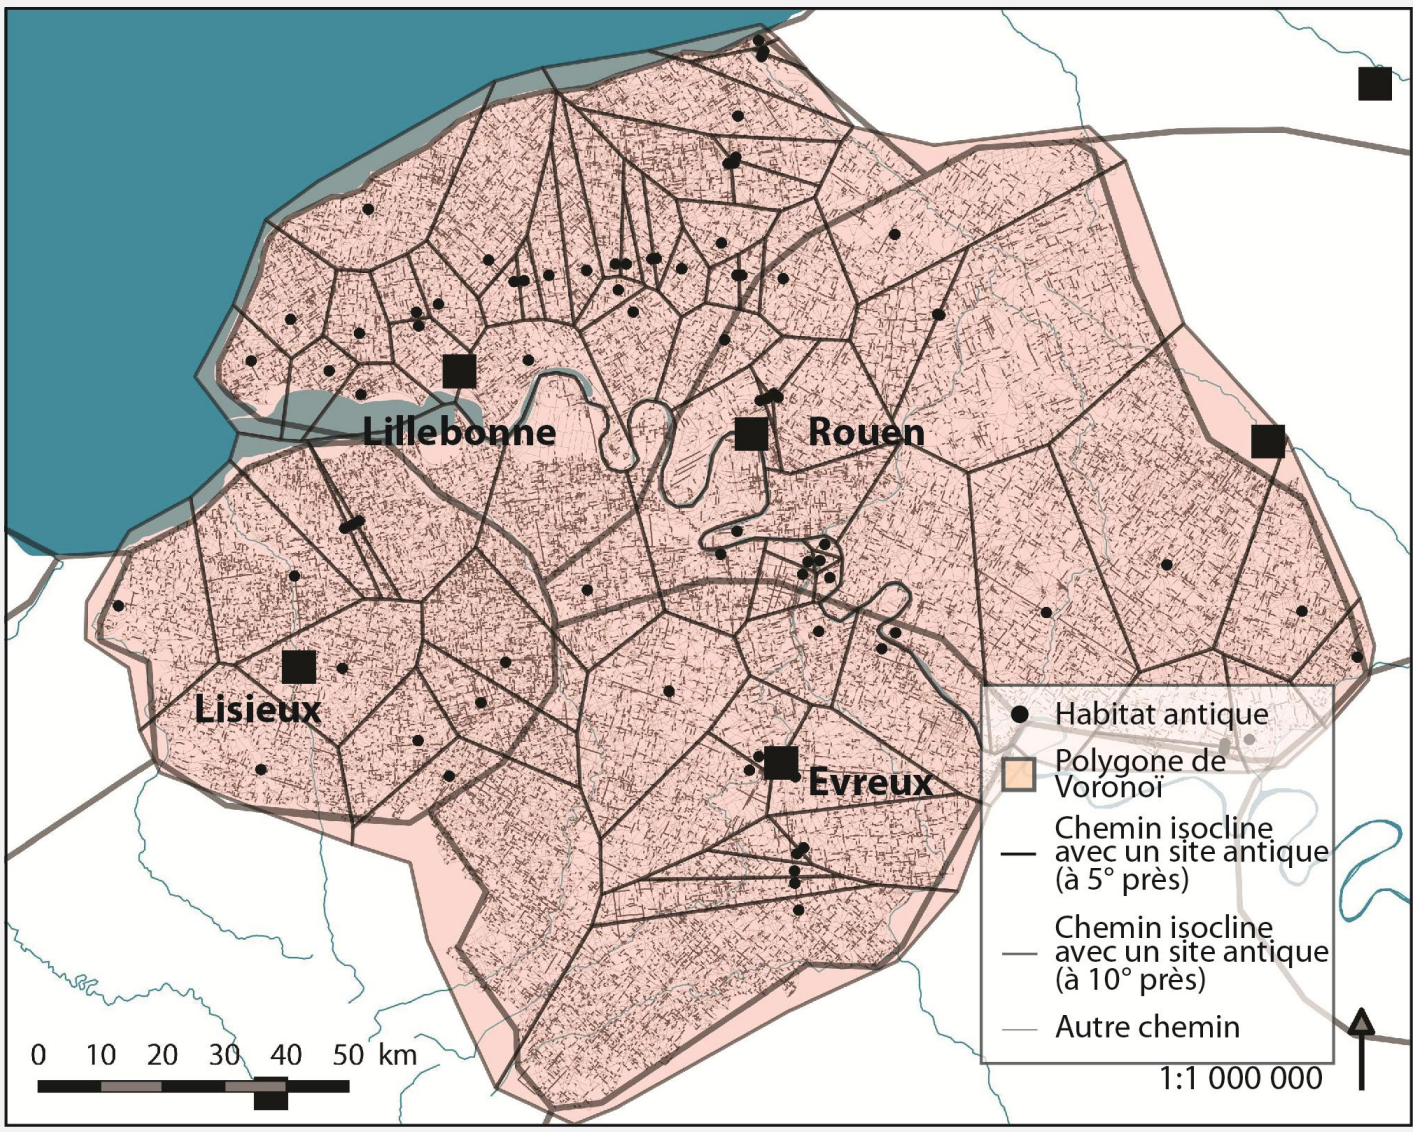 Lillebonne
Rouen
Lisieux
Evreux
Habitat antique
Polygone de
Voronoï
Chemin isocline
avec un site antique
(à 5° près)
Chemin isocline
avec un site antique
(à 10° près)
Autre chemin
0 10 20 30 40 50 km
1:1 000 000